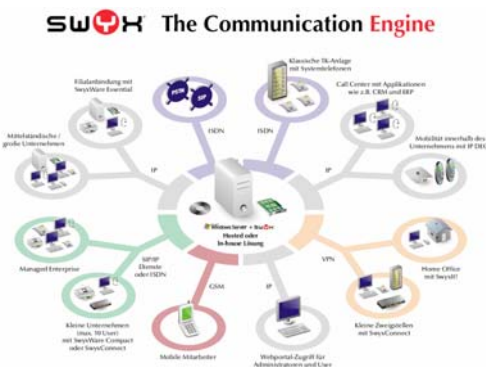 swyx The Communication Engine
Filialanbindung mit
SwyxWare Essential
PSTN
SIP
Klassische TK-Anlage
mit Systemtelefonen
Call Center mit Applikationen
wie z.B. CRM und ERP
Mittelständische /
große Unternehmen
ISDN
ISDN
Mobilität innerhalb des
Unternehmens mit IP DECT
IP
IP
Windows Server + swyx
Hosted oder
In-house Lösung
Managed Enterprise
SIP/IP
Dienste
oder ISDN
GSM
IP
VPN
Home Office
mit SwyxIt!
Kleine Unternehmen
(max. 10 User)
mit SwyxWare Compact
oder SwyxConnect
Mobile Mitarbeiter
Webportal-Zugriff für
Administratoren und User
Kleine Zweigstellen
mit SwyxConnect